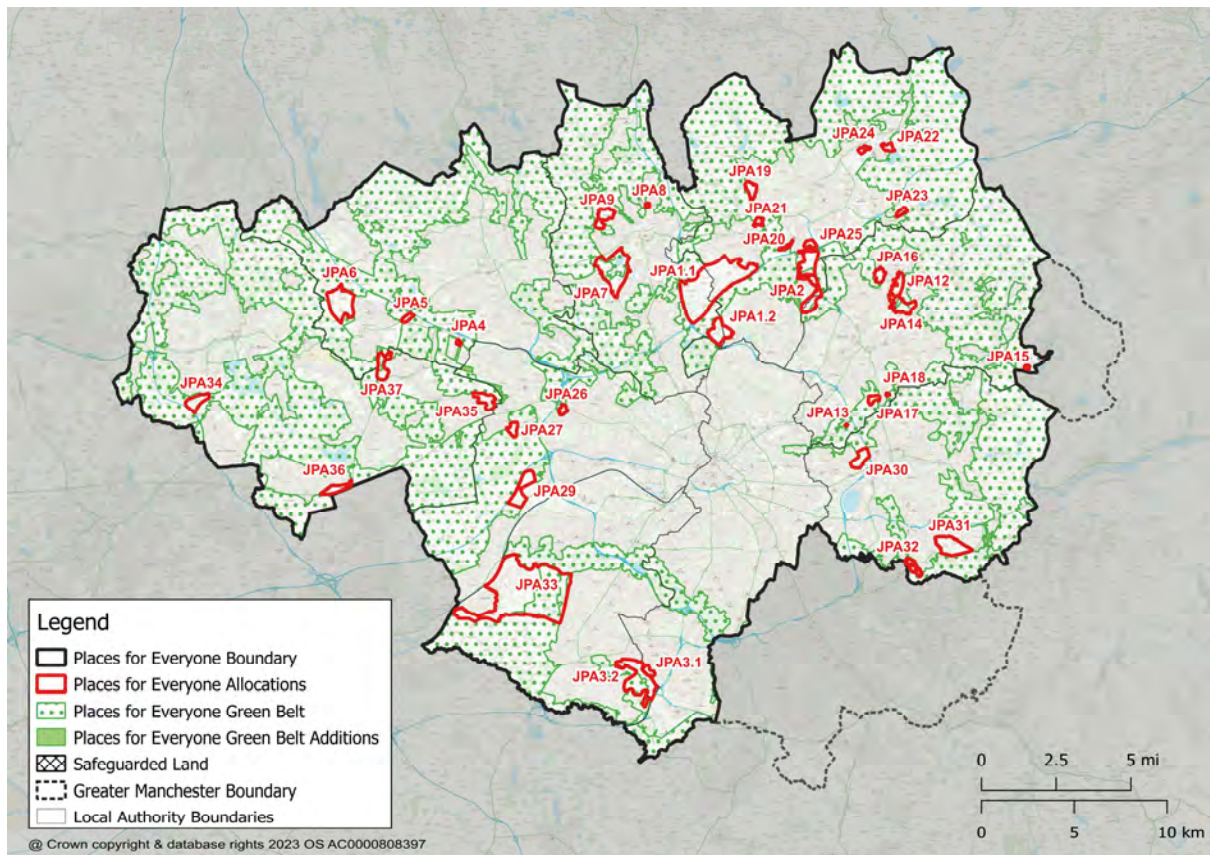 JPA24
JPA22
JPA19
JPA8
JPA9
JPA23
JPA21
JPA20
JPA25
JPA16
JPA12
JPA6
JPA7
JPA1.1
JPA2
JPA5
JPA14
JPA4
JPA1.2
JPA15
JPA34
JPA37
JPA35
JPA26
JPA18
JPA17
JPA13
JPA27
JPA30
JPA36
JPA29
JPA31
JPA32
JPA33
JPA3.1
JPA3.2
Legend
Places for Everyone Boundary
Places for Everyone Allocations
Places for Everyone Green Belt
Places for Everyone Green Belt Additions
Safeguarded Land
Greater Manchester Boundary
Local Authority Boundaries
0 2.5 5 mi
0 5 10 km
@ Crown copyright & database rights 2023 OS AC0000808397